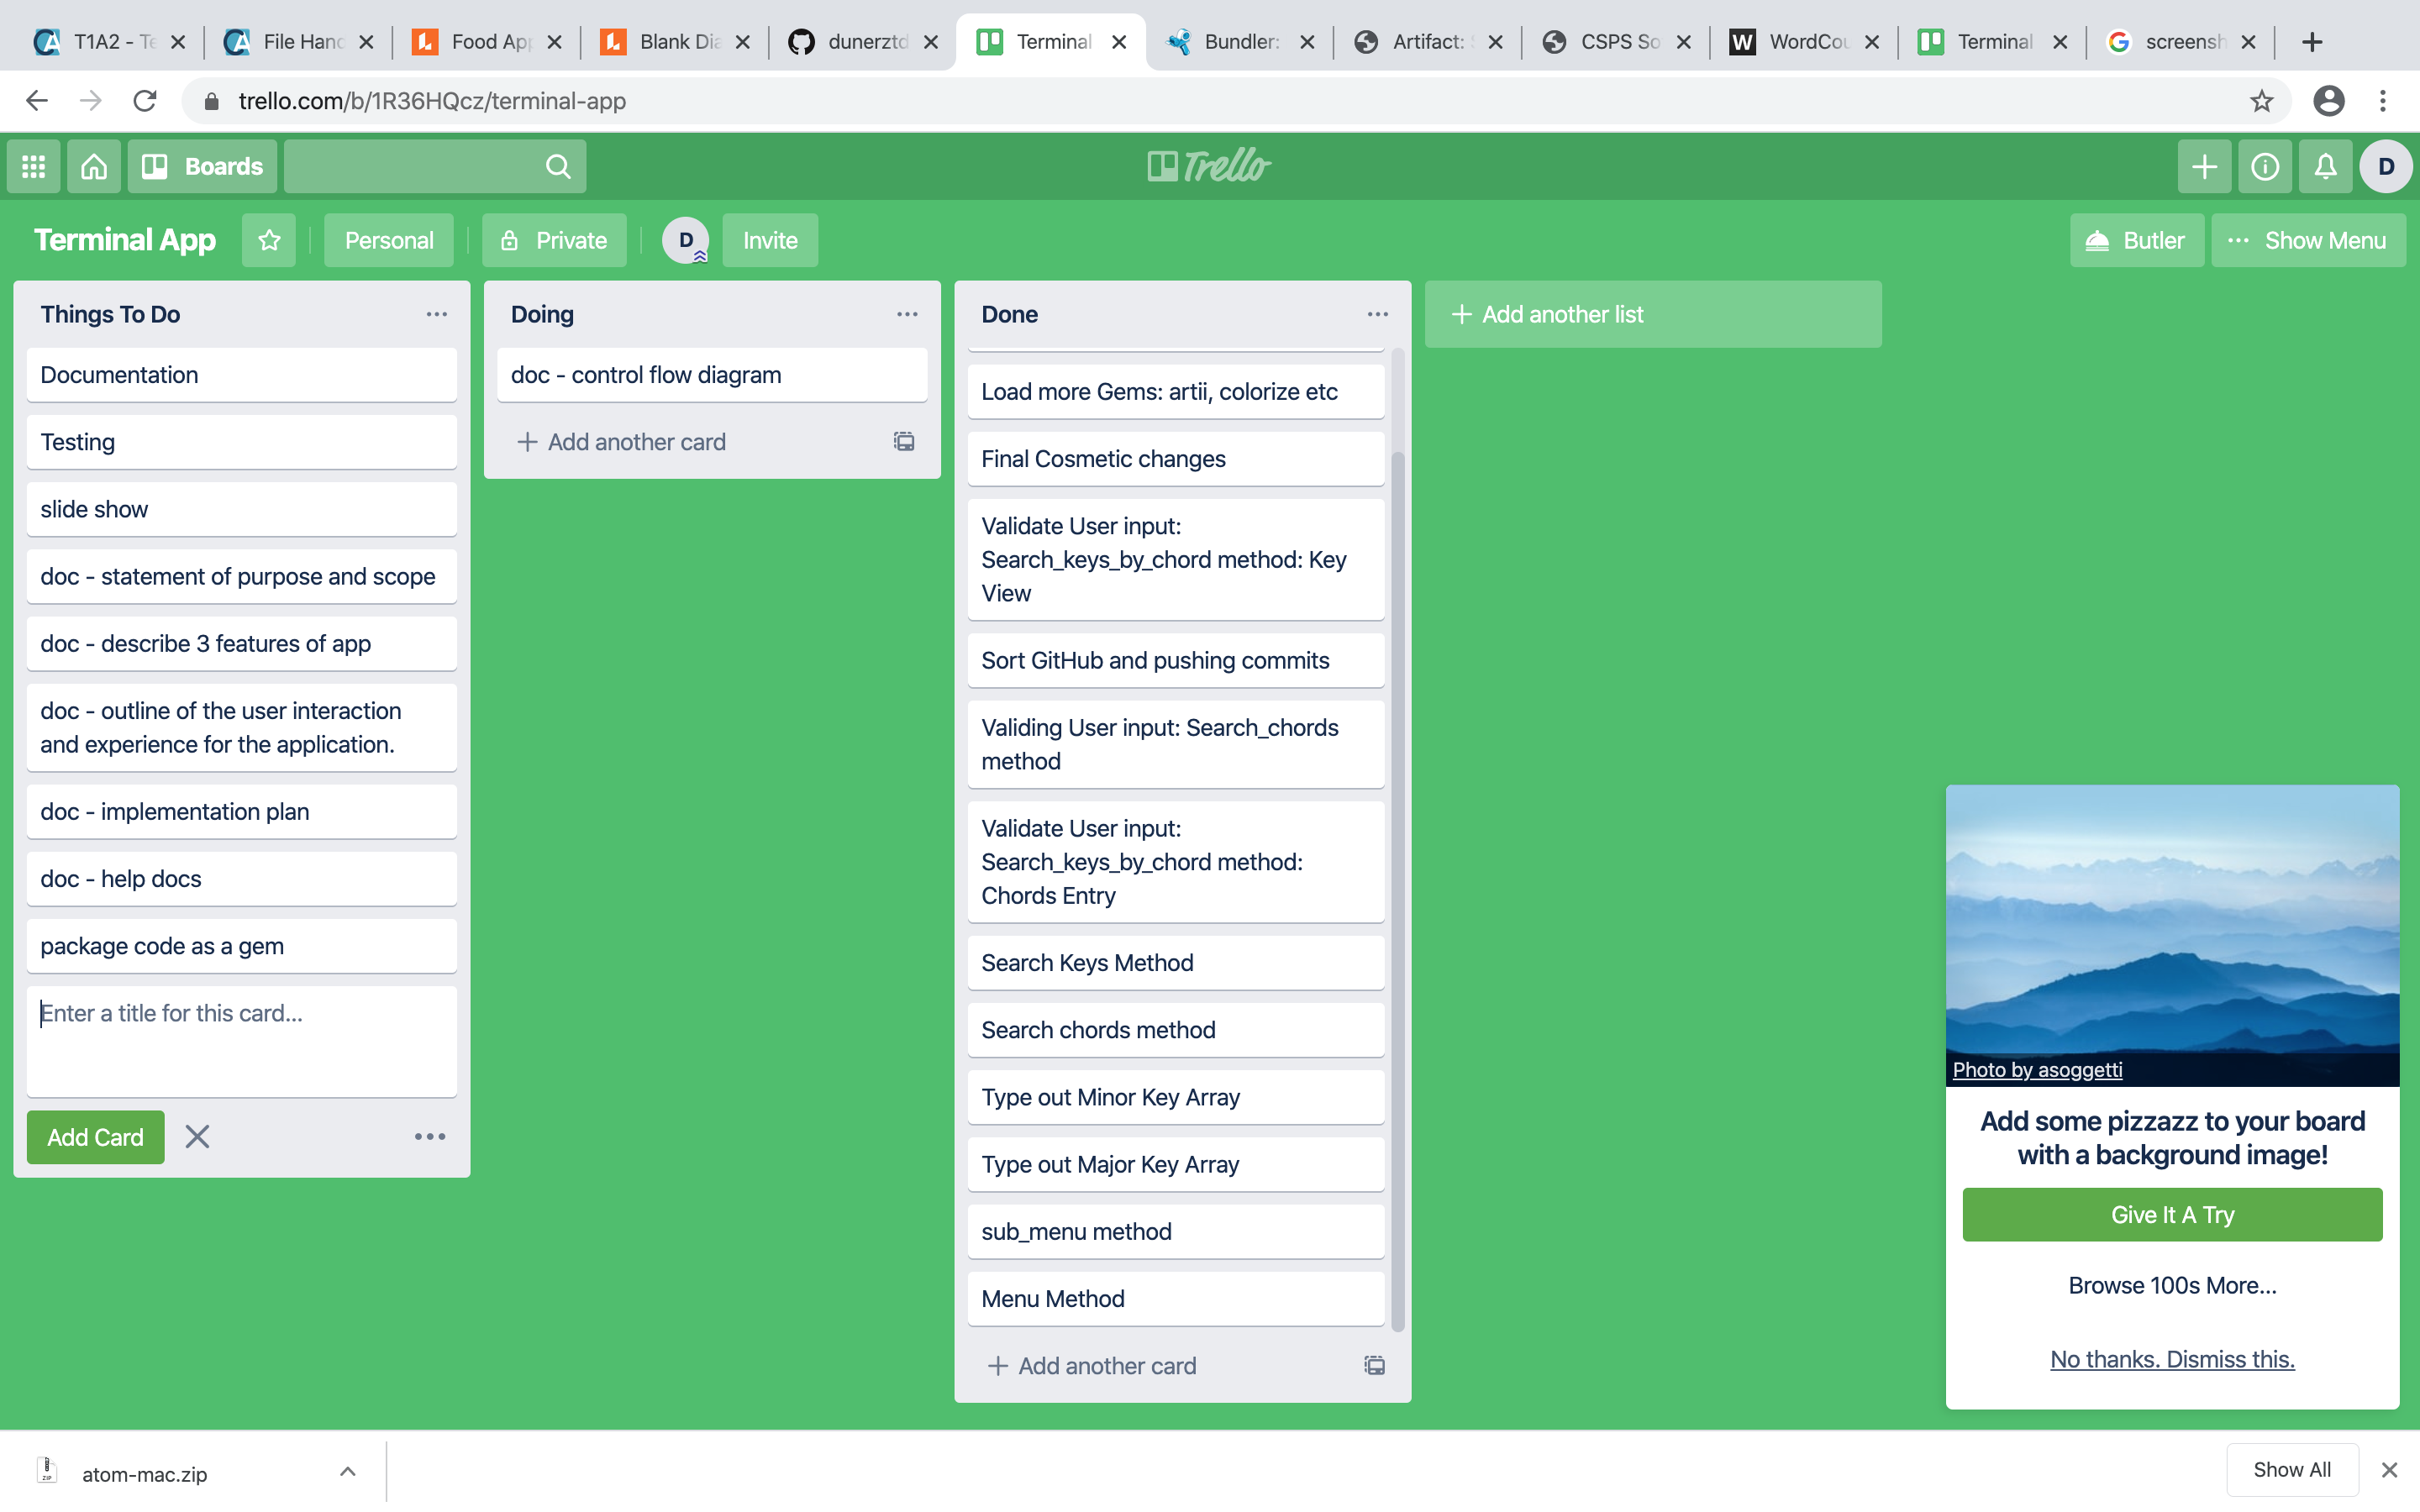 T1A2 - Te
File Hand
Food App
Blank Dia
dunerztd
Terminal
Bundler:
Artifact: S
CSPS So
WordCou
Terminal
screensh
trello.com/b/1R36HQcz/terminal-app
Boards
Trello
D
Terminal App
Personal
Private
D
Invite
Butler
Show Menu
Things To Do
Documentation
Testing
slide show
doc - statement of purpose and scope
doc - describe 3 features of app
doc - outline of the user interaction
and experience for the application.
doc - implementation plan
doc - help docs
package code as a gem
Enter a title for this card...
Add Card
Doing
doc - control flow diagram
Add another card
Done
Load more Gems: artii, colorize etc
Final Cosmetic changes
Validate User input:
Search_keys_by_chord method: Key
View
Sort GitHub and pushing commits
Validing User input: Search_chords
method
Validate User input:
Search_keys_by_chord method:
Chords Entry
Search Keys Method
Search chords method
Type out Minor Key Array
Type out Major Key Array
sub_menu method
Menu Method
Add another card
Add another list
Photo by asoggetti
Add some pizzazz to your board
with a background image!
Give It A Try
Browse 100s More...
No thanks. Dismiss this.
ZIP
atom-mac.zip
Show All